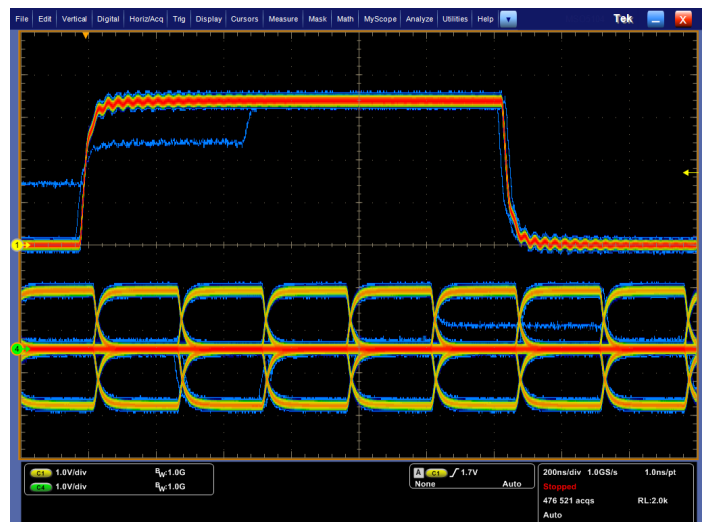 File Edit Vertical Digital Horiz/Acq Trig Display Cursors Measure Mask Math MyScope Analyze Utilities Help Tek X
1
4
C1 1.0V/div BW:1.0G
C4 1.0V/div BW:1.0G
A C1 1.7V
None Auto
200ns/div 1.0GS/s 1.0ns/pt
Stopped
476 521 acqs RL:2.0k
Auto